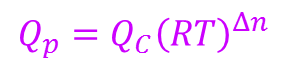 Q_p = Q_C(RT)^{Δn}